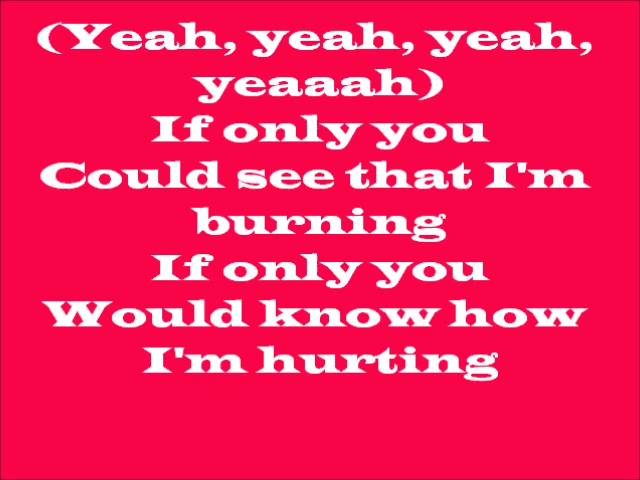 (Yeah, yeah, yeah,
yeaaah)
If only you
Could see that I'm
burning
If only you
Would know how
I'm hurting